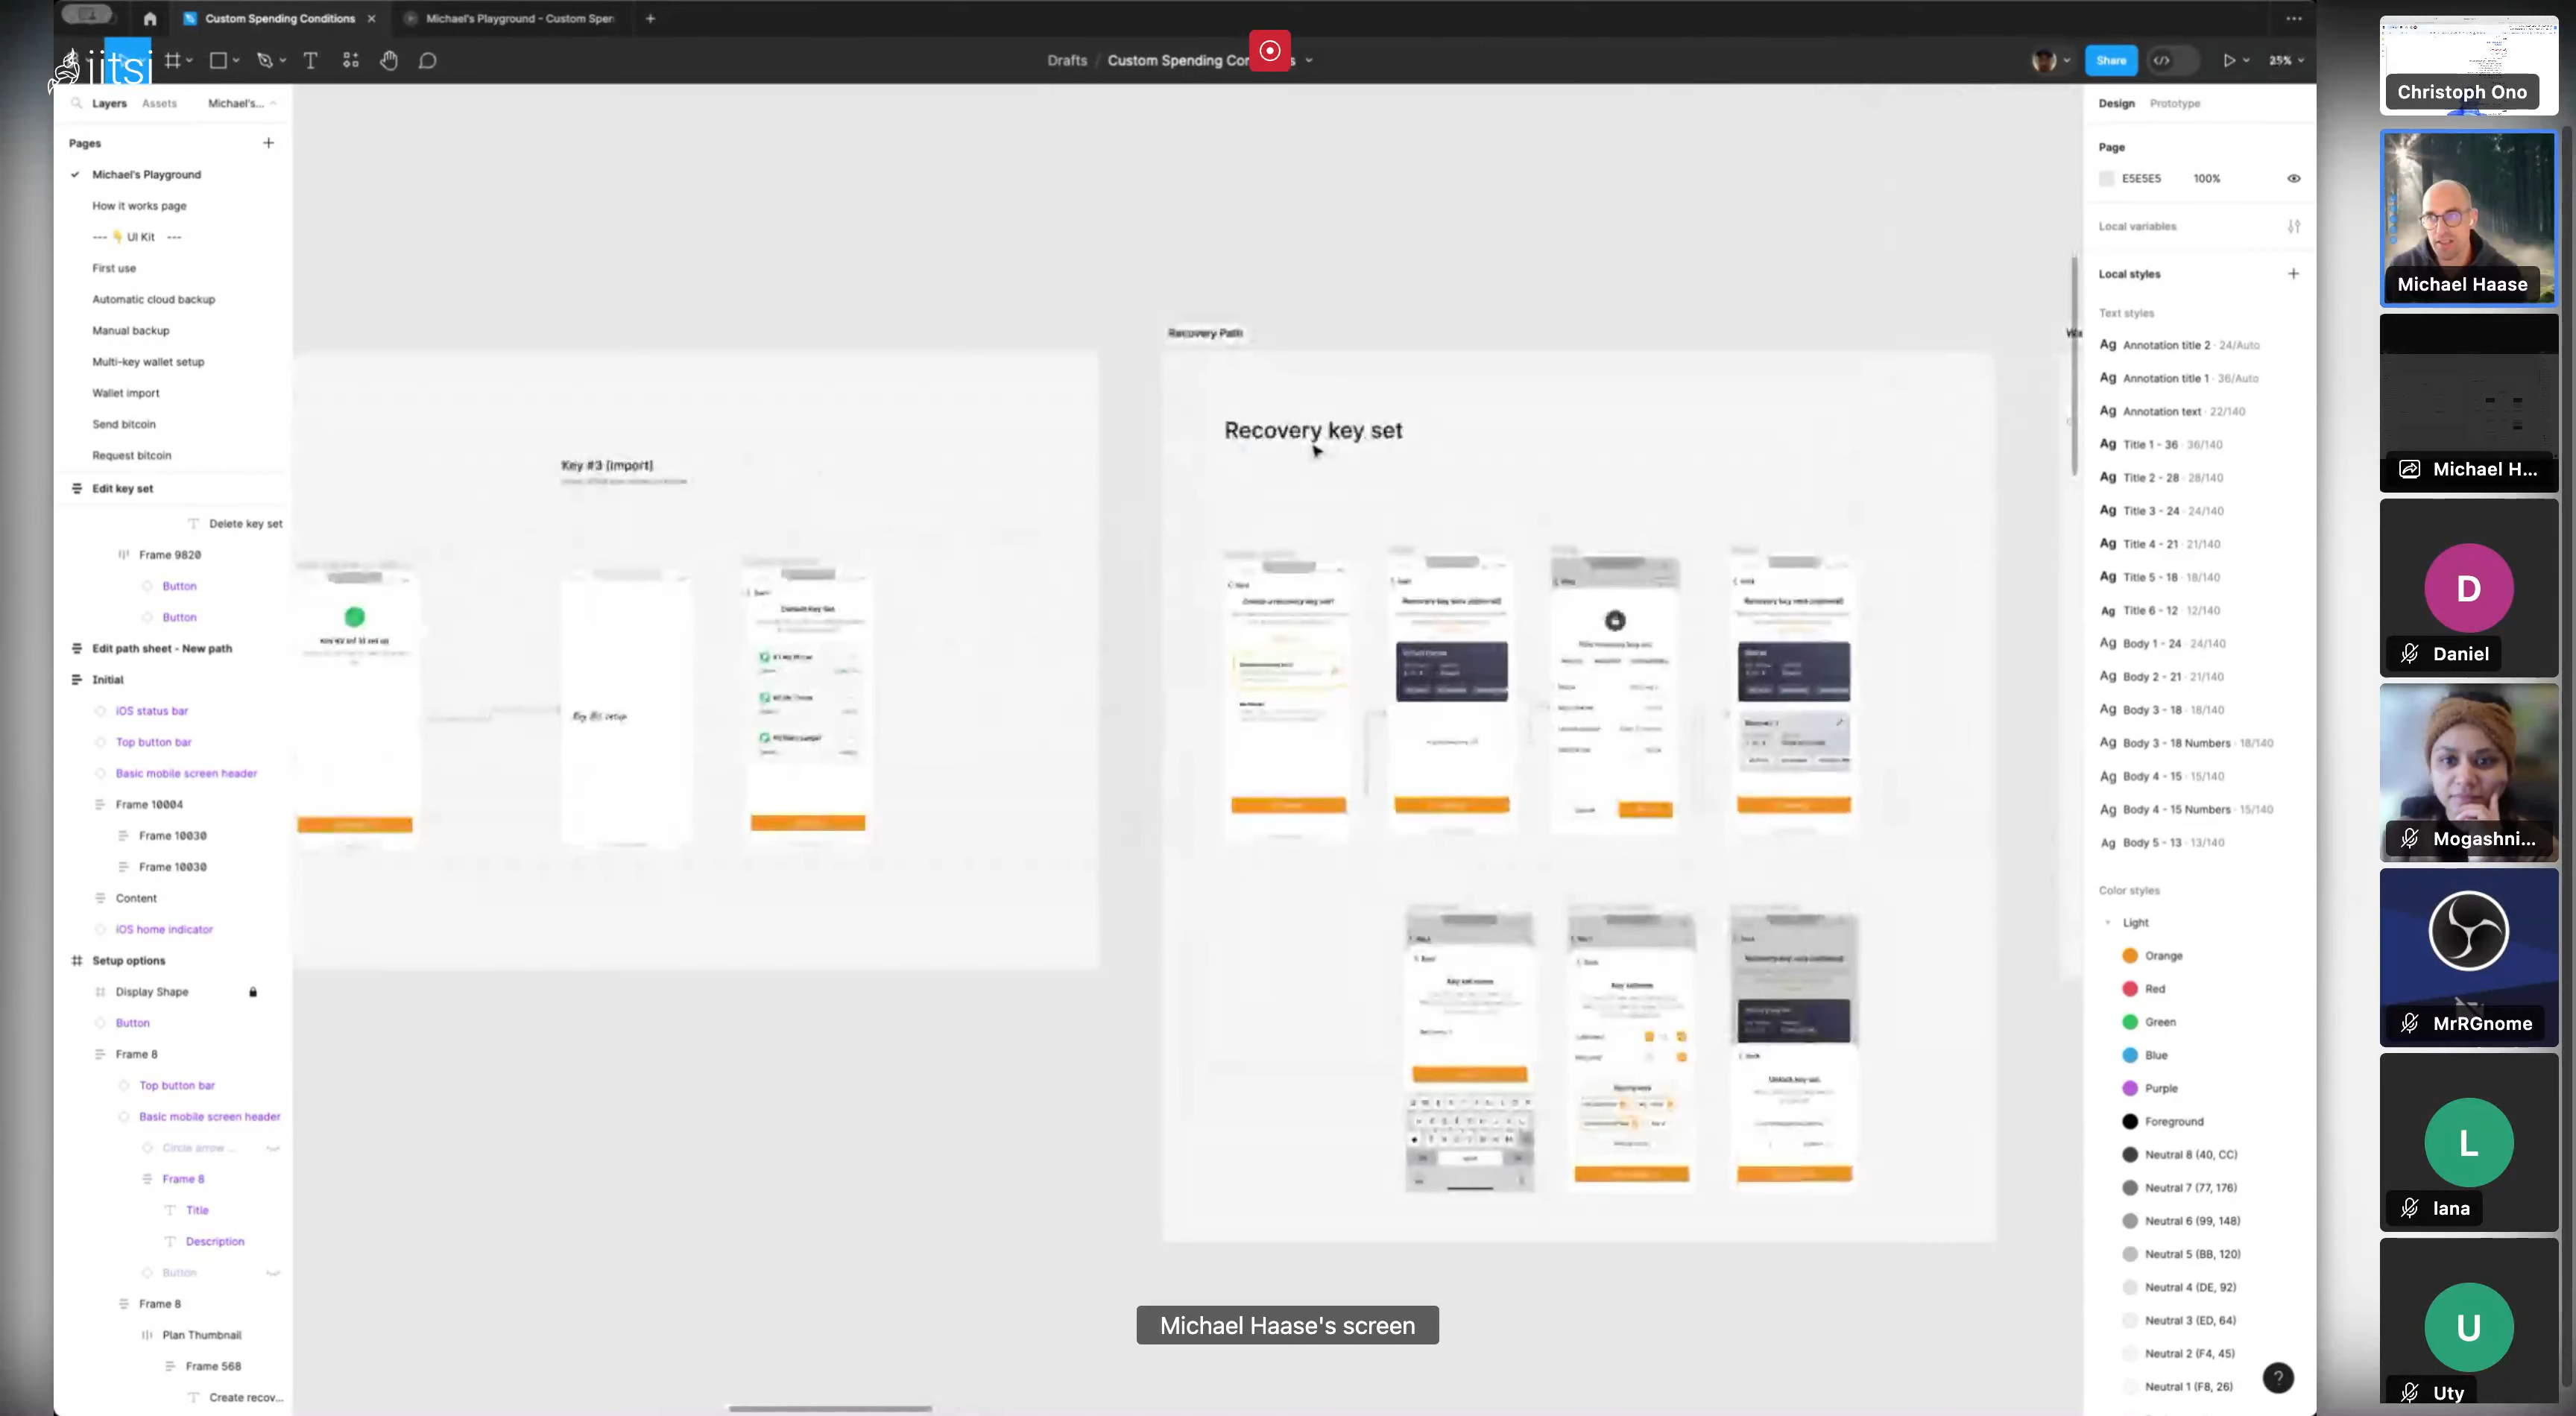 Custom Spending Conditions
Michael's Playground - Custom Spen
jitsi
Drafts / Custom Spending Con
s
Share
25%
Layers
Assets
Michael's...
Pages
Michael's Playground
How it works page
--- 👇 UI Kit ---
First use
Automatic cloud backup
Manual backup
Multi-key wallet setup
Wallet import
Send bitcoin
Request bitcoin
Edit key set
Delete key set
Frame 9820
Button
Button
Edit path sheet - New path
Initial
iOS status bar
Top button bar
Basic mobile screen header
Frame 10004
Frame 10030
Frame 10030
Content
iOS home indicator
Setup options
Display Shape
Button
Frame 8
Top button bar
Basic mobile screen header
Circle arrow ...
Frame 8
Title
Description
Button
Frame 8
Plan Thumbnail
Frame 568
Create recov...
Key #3 (Import)
Recovery Path
Recovery key set
Michael Haase's screen
Design
Prototype
Page
E5E5E5
100%
Local variables
Local styles
Text styles
Ag Annotation title 2 · 24/Auto
Ag Annotation title 1 · 36/Auto
Ag Annotation text · 22/140
Ag Title 1 - 36 · 36/140
Ag Title 2 - 28 · 28/140
Ag Title 3 - 24 · 24/140
Ag Title 4 - 21 · 21/140
Ag Title 5 - 18 · 18/140
Ag Title 6 - 12 · 12/140
Ag Body 1 - 24 · 24/140
Ag Body 2 - 21 · 21/140
Ag Body 3 - 18 · 18/140
Ag Body 3 - 18 Numbers · 18/140
Ag Body 4 - 15 · 15/140
Ag Body 4 - 15 Numbers · 15/140
Ag Body 5 - 13 · 13/140
Color styles
Light
Orange
Red
Green
Blue
Purple
Foreground
Neutral 8 (40, CC)
Neutral 7 (77, 176)
Neutral 6 (99, 148)
Neutral 5 (BB, 120)
Neutral 4 (DE, 92)
Neutral 3 (ED, 64)
Neutral 2 (F4, 45)
Neutral 1 (F8, 26)
?
Christoph Ono
Michael Haase
Michael H...
D
Daniel
Mogashni...
MrRGnome
L
Iana
U
Uty